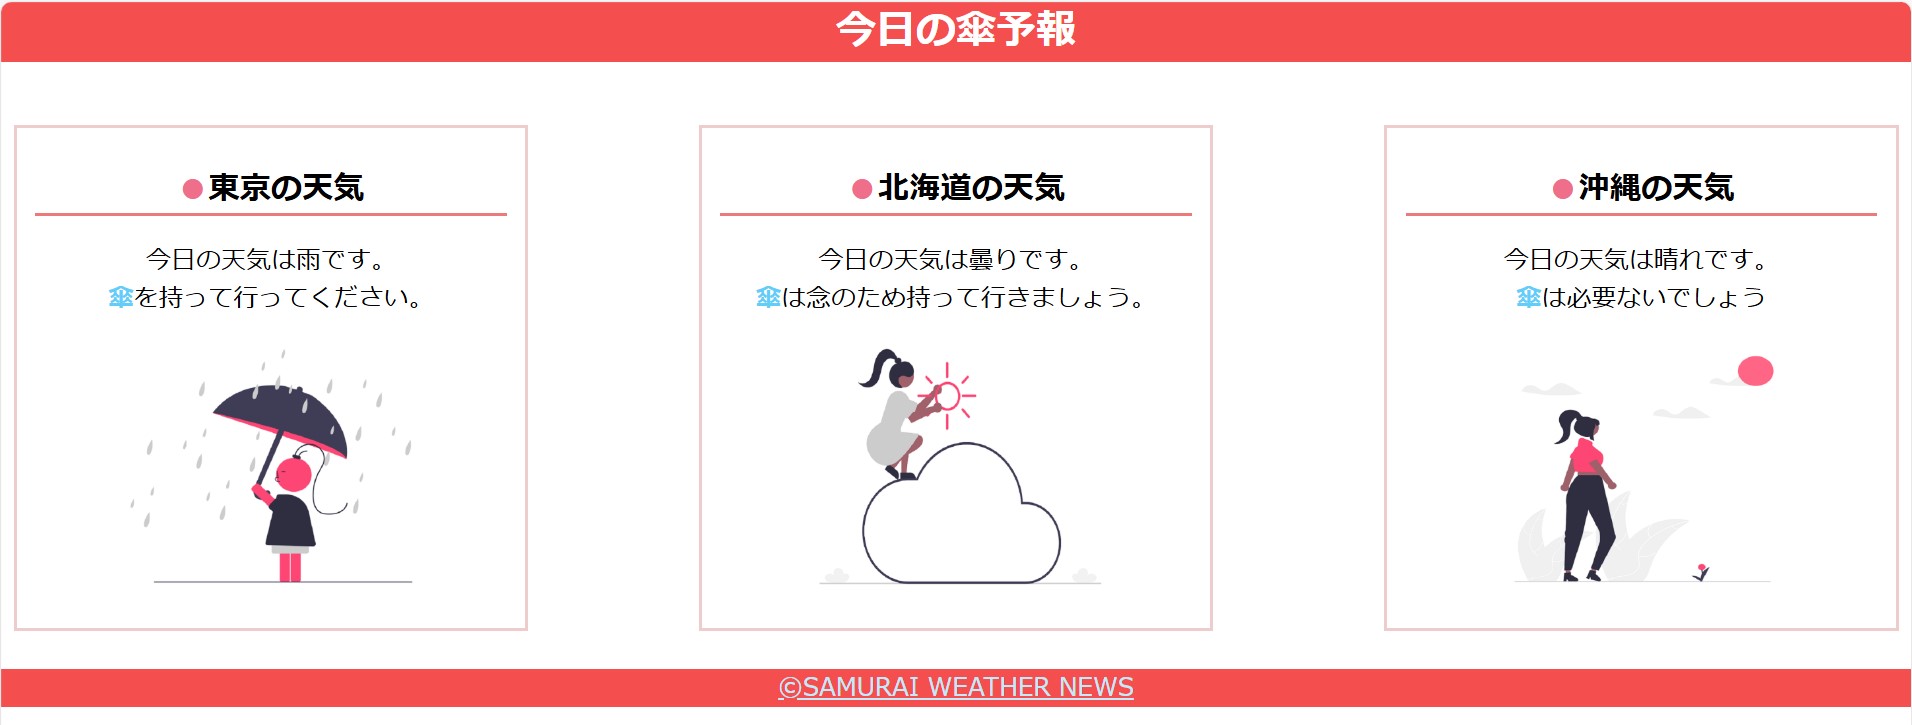 今日の傘予報
●東京の天気
今日の天気は雨です。
傘を持って行ってください。
●北海道の天気
今日の天気は曇りです。
傘は念のため持って行きましょう。
●沖縄の天気
今日の天気は晴れです。
傘は必要ないでしょう
©SAMURAI WEATHER NEWS